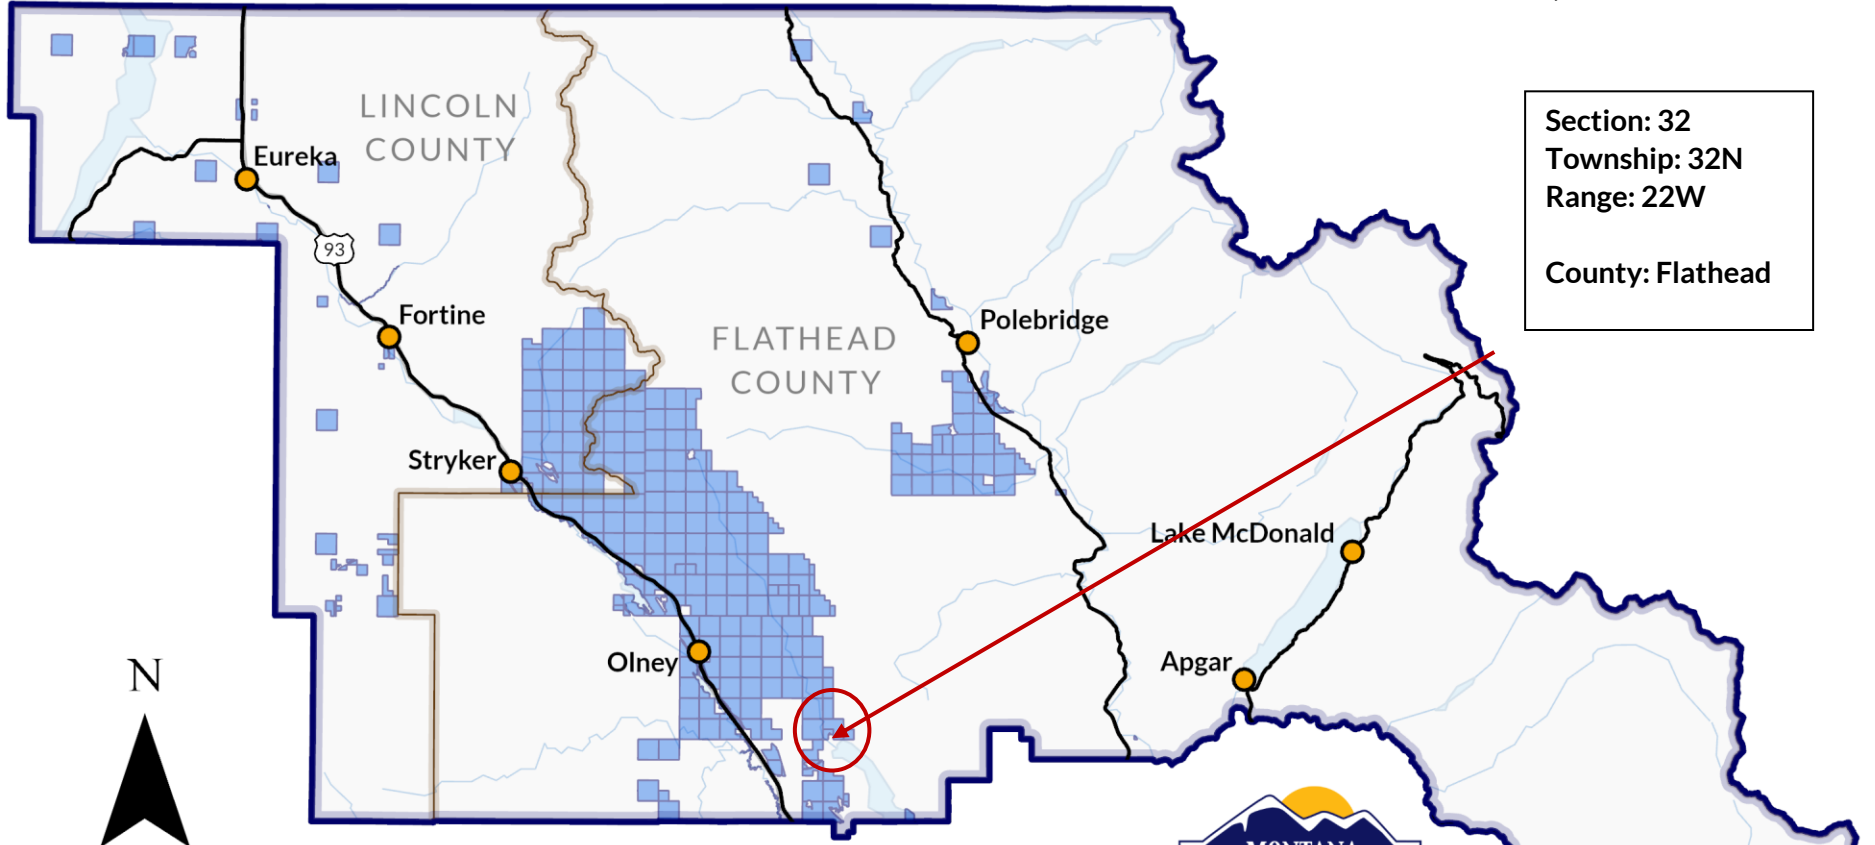 LINCOLN
COUNTY
Eureka
93
Fortine
Stryker
FLATHEAD
COUNTY
Polebridge
Lake McDonald
Olney
Apgar
N
Section: 32
Township: 32N
Range: 22W
County: Flathead
MONTANA